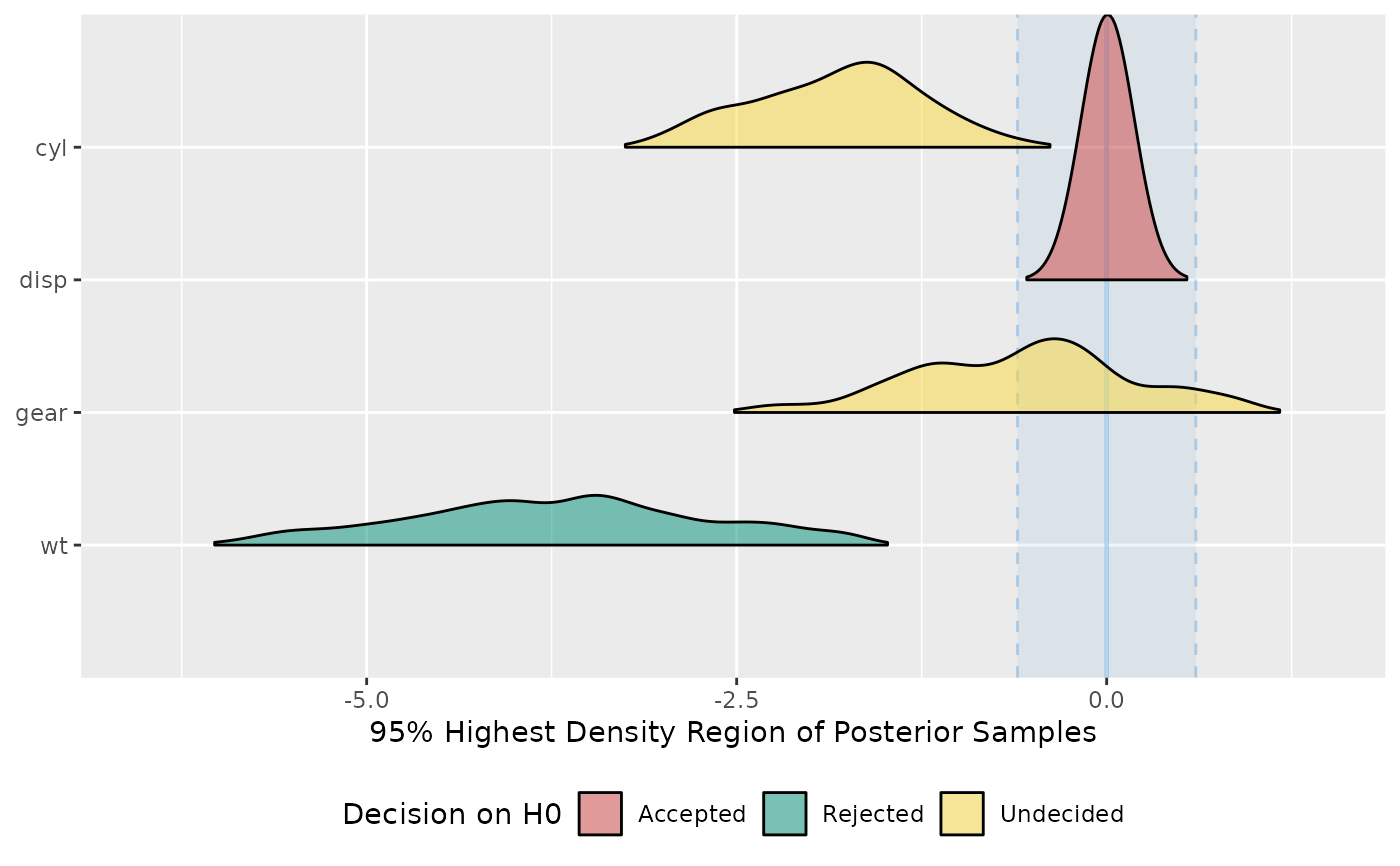 cyl
disp
gear
wt
-5.0 -2.5 0.0
95% Highest Density Region of Posterior Samples
Decision on H0 Accepted Rejected Undecided